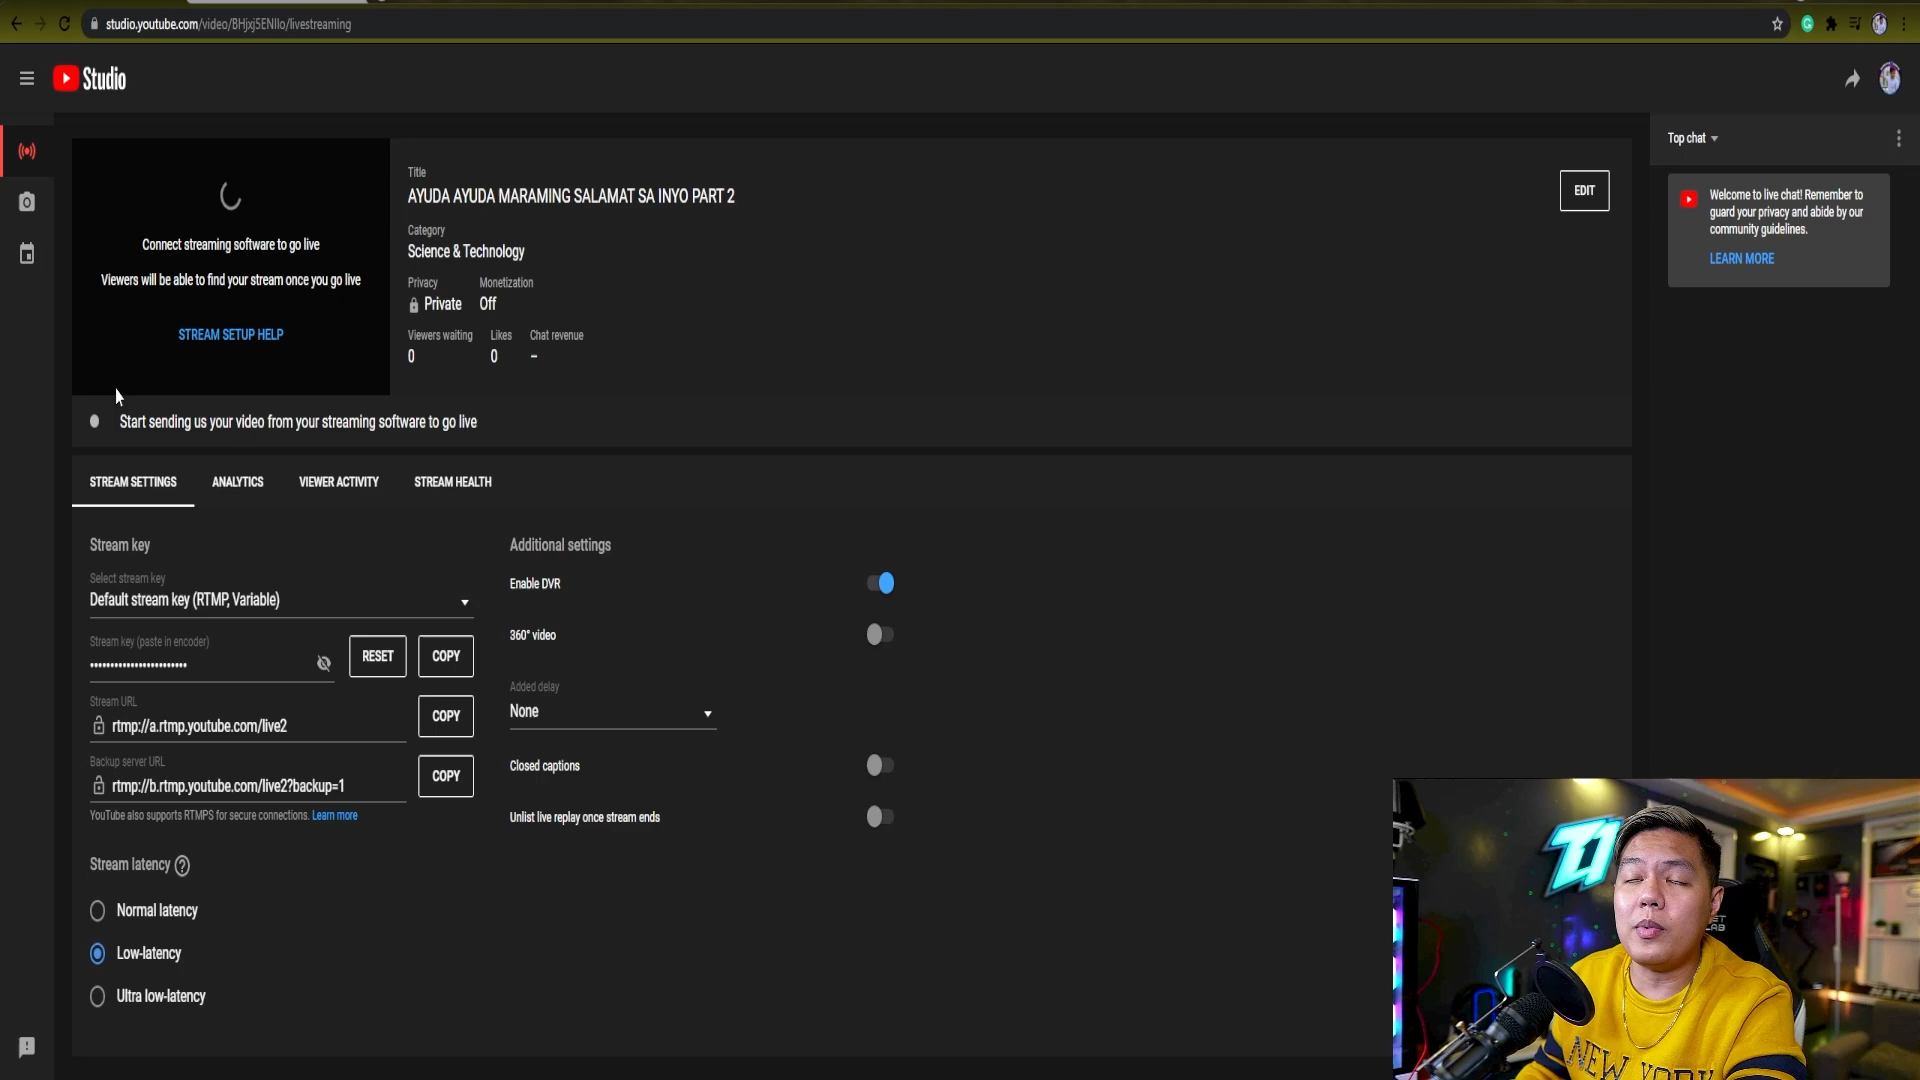 studio.youtube.com/video/BHjxj5ENIlo/livestreaming
Studio
Connect streaming software to go live
Viewers will be able to find your stream once you go live
STREAM SETUP HELP
Title
AYUDA AYUDA MARAMING SALAMAT SA INYO PART 2
EDIT
Category
Science & Technology
Privacy
Monetization
Private
Off
Viewers waiting
Likes
Chat revenue
0
0
–
Top chat
Welcome to live chat! Remember to
guard your privacy and abide by our
community guidelines.
LEARN MORE
Start sending us your video from your streaming software to go live
STREAM SETTINGS
ANALYTICS
VIEWER ACTIVITY
STREAM HEALTH
Stream key
Select stream key
Default stream key (RTMP, Variable)
Stream key (paste in encoder)
••••••••••••••••••••••••
RESET
COPY
Stream URL
rtmp://a.rtmp.youtube.com/live2
COPY
Backup server URL
rtmp://b.rtmp.youtube.com/live2?backup=1
COPY
YouTube also supports RTMPS for secure connections. Learn more
Stream latency
Normal latency
Low-latency
Ultra low-latency
Additional settings
Enable DVR
360° video
Added delay
None
Closed captions
Unlist live replay once stream ends
NEW YORK